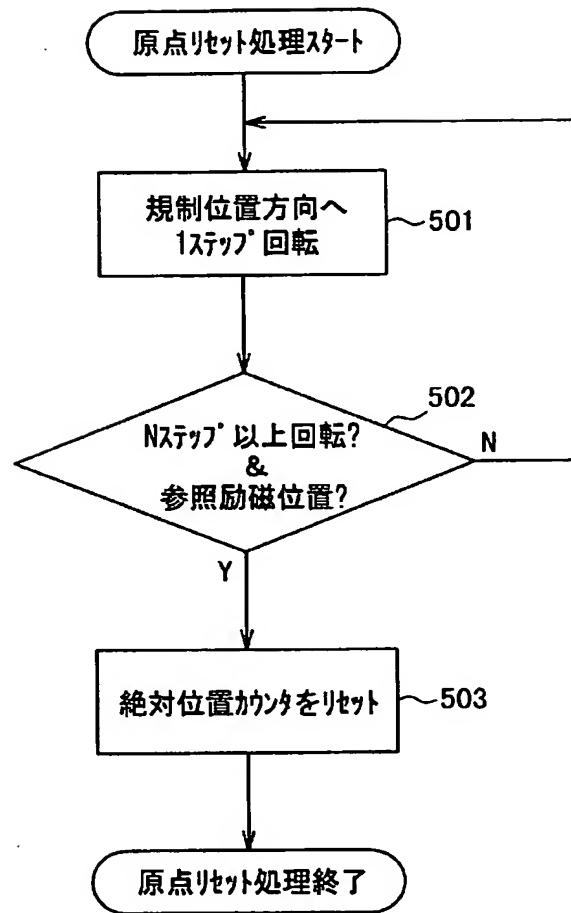 原点リセット処理スタート
規制位置方向へ
1ステップ回転
501
502
Nステップ以上回転?
&
参照励磁位置?
N
Y
絶対位置カウンタをリセット
503
原点リセット処理終了